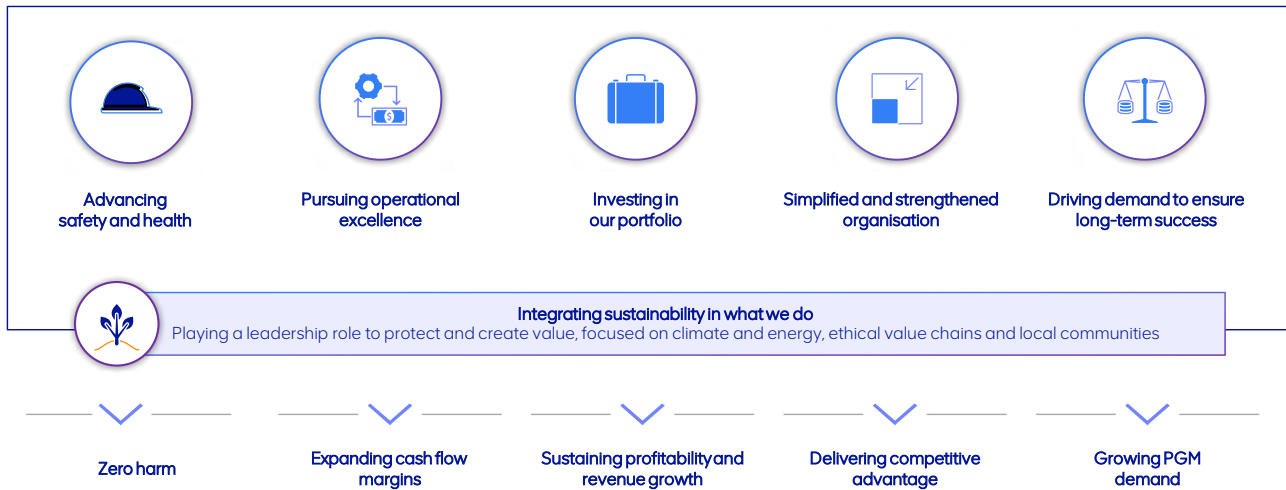 Advancing
safety and health
Pursuing operational
excellence
Investing in
our portfolio
Simplified and strengthened
organisation
Driving demand to ensure
long-term success
Integrating sustainability in what we do
Playing a leadership role to protect and create value, focused on climate and energy, ethical value chains and local communities
Zero harm
Expanding cash flow
margins
Sustaining profitability and
revenue growth
Delivering competitive
advantage
Growing PGM
demand